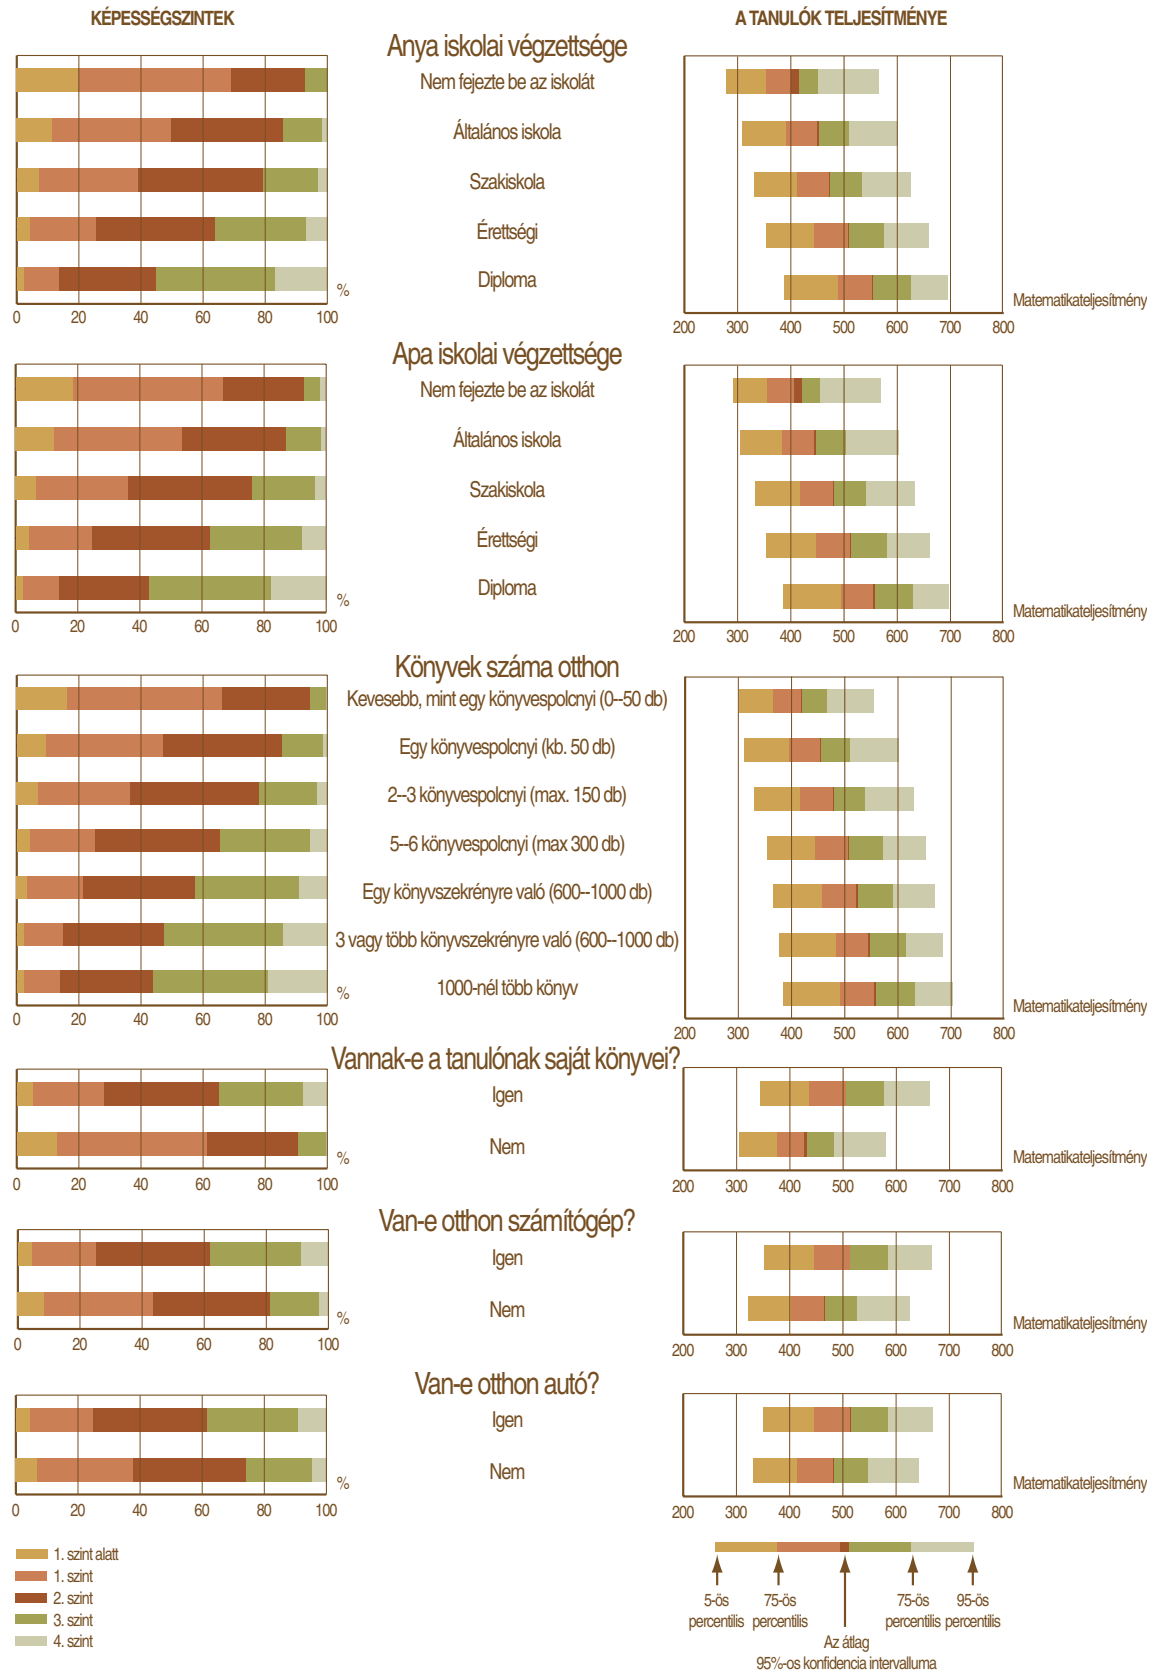 KÉPESSÉGSZINTEK
A TANULÓK TELJESÍTMÉNYE
Anya iskolai végzettsége
Nem fejezte be az iskolát
Általános iskola
Szakiskola
Érettségi
Diploma
%
0 20 40 60 80 100
Matematikateljesítmény
200 300 400 500 600 700 800
Apa iskolai végzettsége
Nem fejezte be az iskolát
Általános iskola
Szakiskola
Érettségi
Diploma
%
0 20 40 60 80 100
Matematikateljesítmény
200 300 400 500 600 700 800
Könyvek száma otthon
Kevesebb, mint egy könyvespolcnyi (0--50 db)
Egy könyvespolcnyi (kb. 50 db)
2--3 könyvespolcnyi (max. 150 db)
5--6 könyvespolcnyi (max 300 db)
Egy könyvszekrényre való (600--1000 db)
3 vagy több könyvszekrényre való (600--1000 db)
1000-nél több könyv
%
0 20 40 60 80 100
Matematikateljesítmény
200 300 400 500 600 700 800
Vannak-e a tanulónak saját könyvei?
Igen
Nem
%
0 20 40 60 80 100
Matematikateljesítmény
200 300 400 500 600 700 800
Van-e otthon számítógép?
Igen
Nem
%
0 20 40 60 80 100
Matematikateljesítmény
200 300 400 500 600 700 800
Van-e otthon autó?
Igen
Nem
%
0 20 40 60 80 100
Matematikateljesítmény
200 300 400 500 600 700 800
1. szint alatt
1. szint
2. szint
3. szint
4. szint
5-ös percentilis
75-ös percentilis
75-ös percentilis
95-ös percentilis
Az átlag
95%-os konfidencia intervalluma